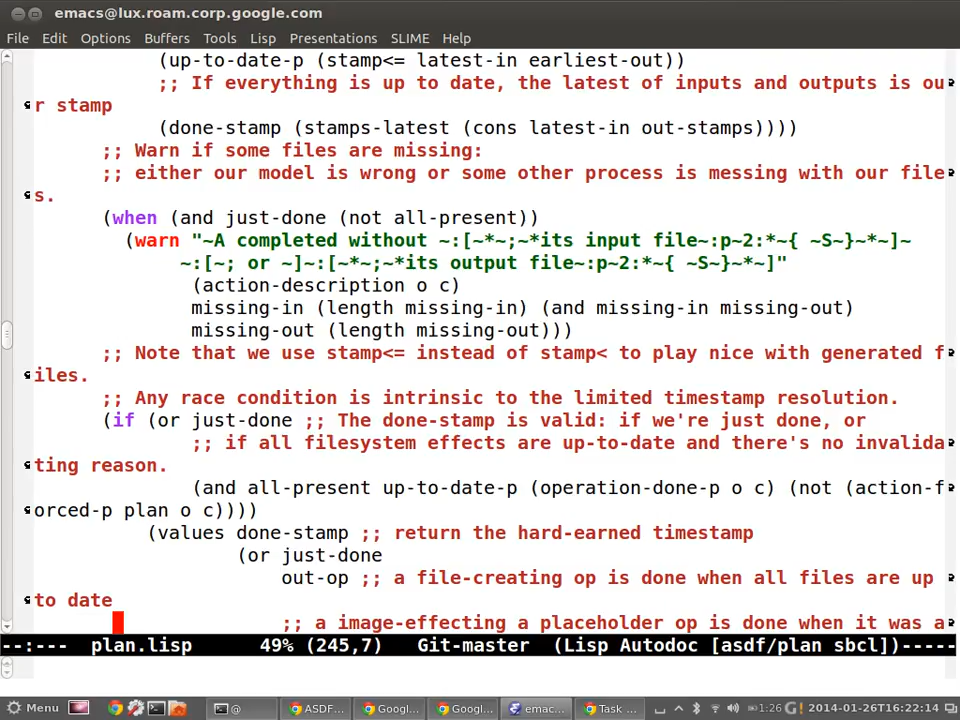 emacs@lux.roam.corp.google.com
File Edit Options Buffers Tools Lisp Presentations SLIME Help
(up-to-date-p (stamp<= latest-in earliest-out))
;; If everything is up to date, the latest of inputs and outputs is ou
r stamp
(done-stamp (stamps-latest (cons latest-in out-stamps))))
;; Warn if some files are missing:
;; either our model is wrong or some other process is messing with our file
s.
(when (and just-done (not all-present))
(warn "~A completed without ~:[~*~;~*its input file~:p~2:*~{ ~S~}~*~]~
~:[~; or ~]~:[~*~;~*its output file~:p~2:*~{ ~S~}~*~]"
(action-description o c)
missing-in (length missing-in) (and missing-in missing-out)
missing-out (length missing-out)))
;; Note that we use stamp<= instead of stamp< to play nice with generated f
iles.
;; Any race condition is intrinsic to the limited timestamp resolution.
(if (or just-done ;; The done-stamp is valid: if we're just done, or
;; if all filesystem effects are up-to-date and there's no invalida
ting reason.
(and all-present up-to-date-p (operation-done-p o c) (not (action-f
orced-p plan o c))))
(values done-stamp ;; return the hard-earned timestamp
(or just-done
out-op ;; a file-creating op is done when all files are up
to date
;; a image-effecting a placeholder op is done when it was a
--:--- plan.lisp 49% (245,7) Git-master (Lisp Autodoc [asdf/plan sbcl])-----
Menu @ ASDF... Googl... Googl... emac... Task ... 1:26 2014-01-26T16:22:14